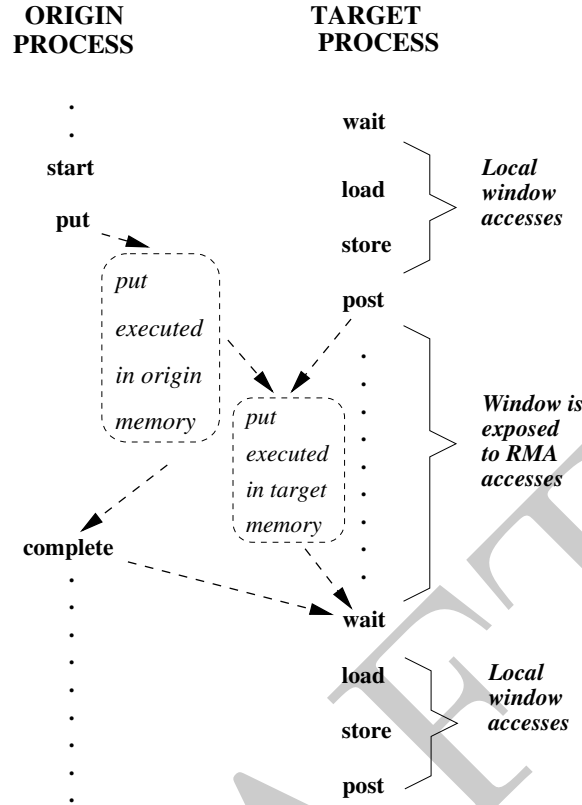 ORIGIN
PROCESS
TARGET
PROCESS
start
put
put
executed
in origin
memory
complete
wait
load
store
post
put
executed
in target
memory
wait
load
store
post
Local
window
accesses
Window is
exposed
to RMA
accesses
Local
window
accesses